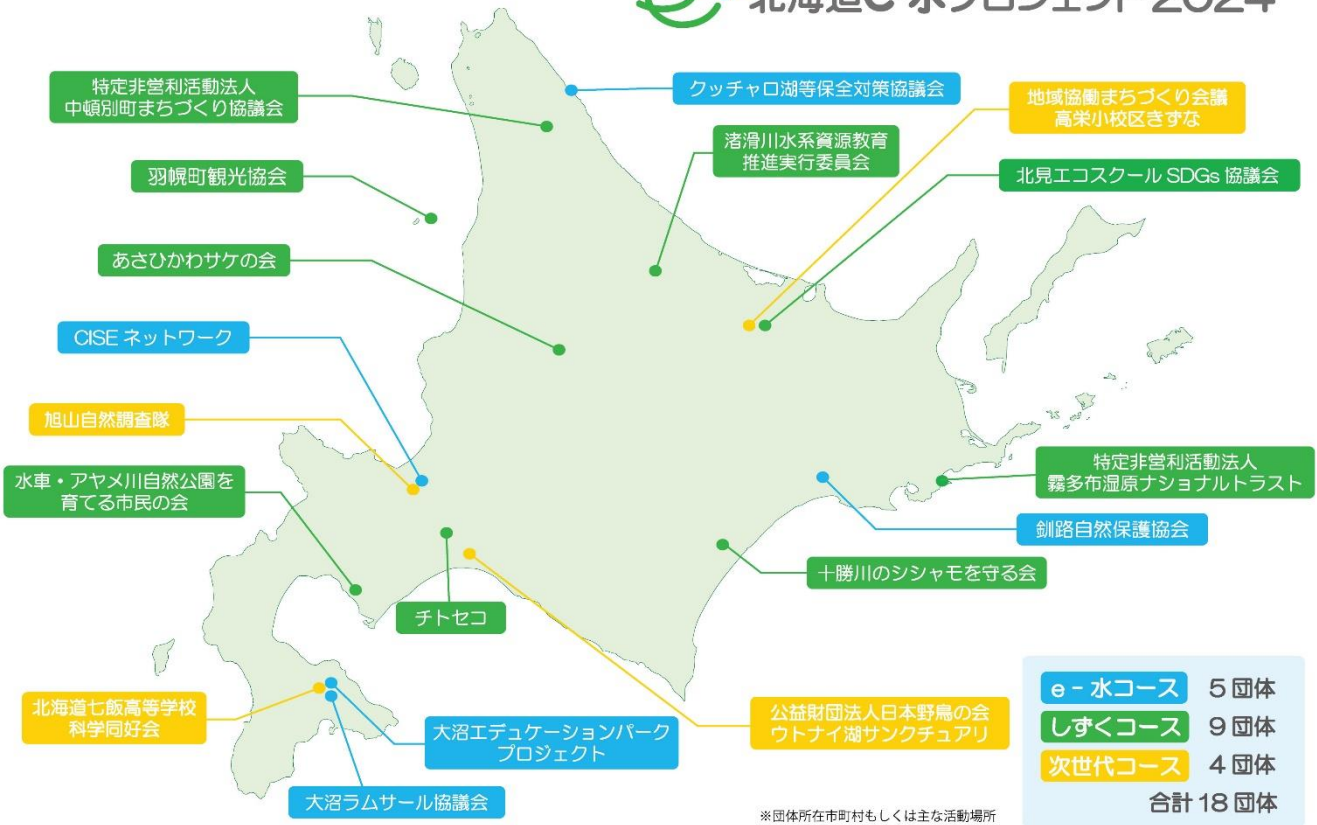 北海道e-水プロジェクト2024
特定非営利活動法人
中頓別町まちづくり協議会
クッチャロ湖等保全対策協議会
地域協働まちづくり会議
高栄小校区きずな
渚滑川水系資源教育
推進実行委員会
羽幌町観光協会
北見エコスクール SDGs 協議会
あさひかわサケの会
CISE ネットワーク
旭山自然調査隊
水車・アヤメ川自然公園を
育てる市民の会
特定非営利活動法人
霧多布湿原ナショナルトラスト
釧路自然保護協会
十勝川のシシャモを守る会
チトセコ
北海道七飯高等学校
科学同好会
大沼エデュケーションパーク
プロジェクト
公益財団法人日本野鳥の会
ウトナイ湖サンクチュアリ
大沼ラムサール協議会
e-水コース 5団体
しずくコース 9団体
次世代コース 4団体
合計18団体
※団体所在市町村もしくは主な活動場所